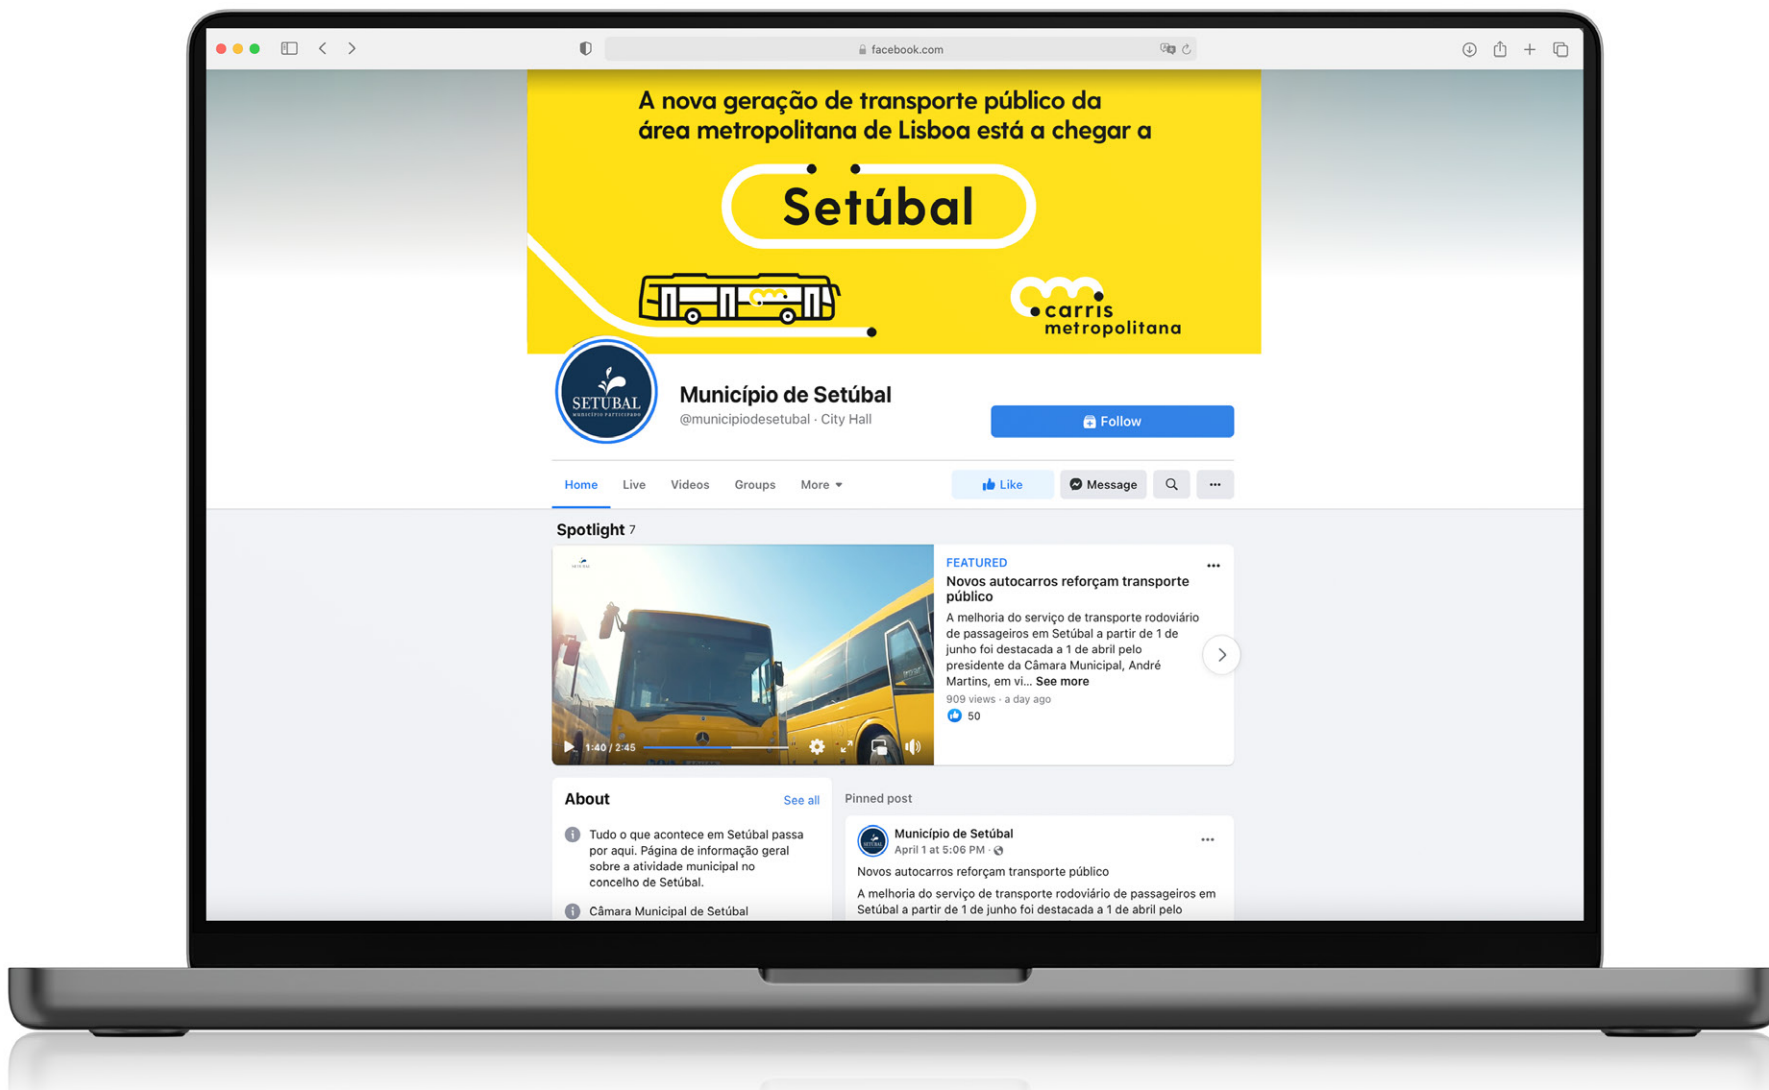 facebook.com
A nova geração de transporte público da
área metropolitana de Lisboa está a chegar a
Setúbal
carris
metropolitana
SETÚBAL
MUNICÍPIO PARTICIPADO
Município de Setúbal
@municipiodesetubal · City Hall
Follow
Home Live Videos Groups More
Like Message
Spotlight 7
FEATURED
Novos autocarros reforçam transporte
público
A melhoria do serviço de transporte rodoviário
de passageiros em Setúbal a partir de 1 de
junho foi destacada a 1 de abril pelo
presidente da Câmara Municipal, André
Martins, em vi... See more
909 views · a day ago
50
1:40 / 2:45
About See all
Tudo o que acontece em Setúbal passa
por aqui. Página de informação geral
sobre a atividade municipal no
concelho de Setúbal.
Câmara Municipal de Setúbal
Pinned post
Município de Setúbal
April 1 at 5:06 PM ·
Novos autocarros reforçam transporte público
A melhoria do serviço de transporte rodoviário de passageiros em
Setúbal a partir de 1 de junho foi destacada a 1 de abril pelo